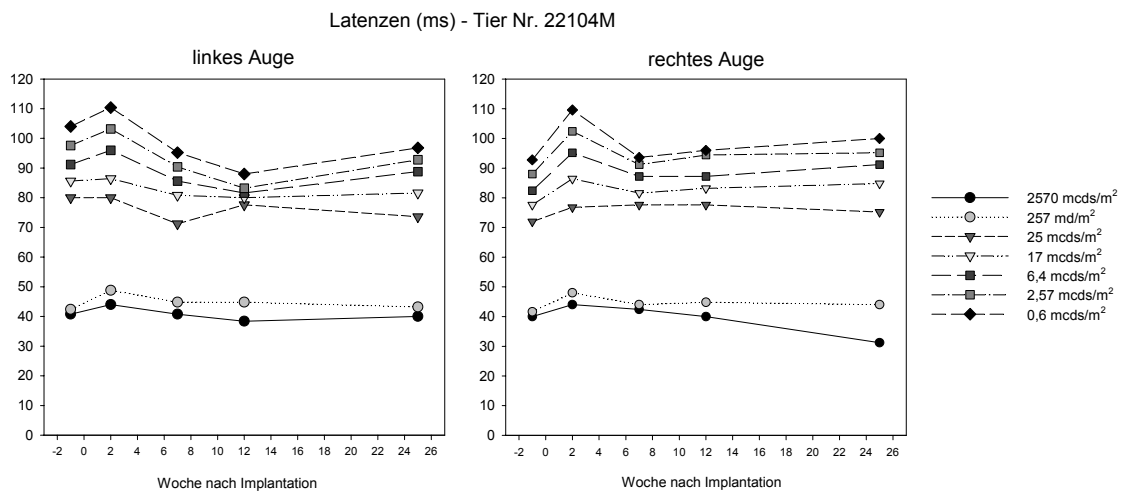 Latenzen (ms) - Tier Nr. 22104M
linkes Auge
120
110
100
90
80
70
60
50
40
30
20
10
0
-2 0 2 4 6 8 10 12 14 16 18 20 22 24 26
Woche nach Implantation
rechtes Auge
120
110
100
90
80
70
60
50
40
30
20
10
0
-2 0 2 4 6 8 10 12 14 16 18 20 22 24 26
Woche nach Implantation
2570 mcds/m²
257 md/m²
25 mcds/m²
17 mcds/m²
6,4 mcds/m²
2,57 mcds/m²
0,6 mcds/m²